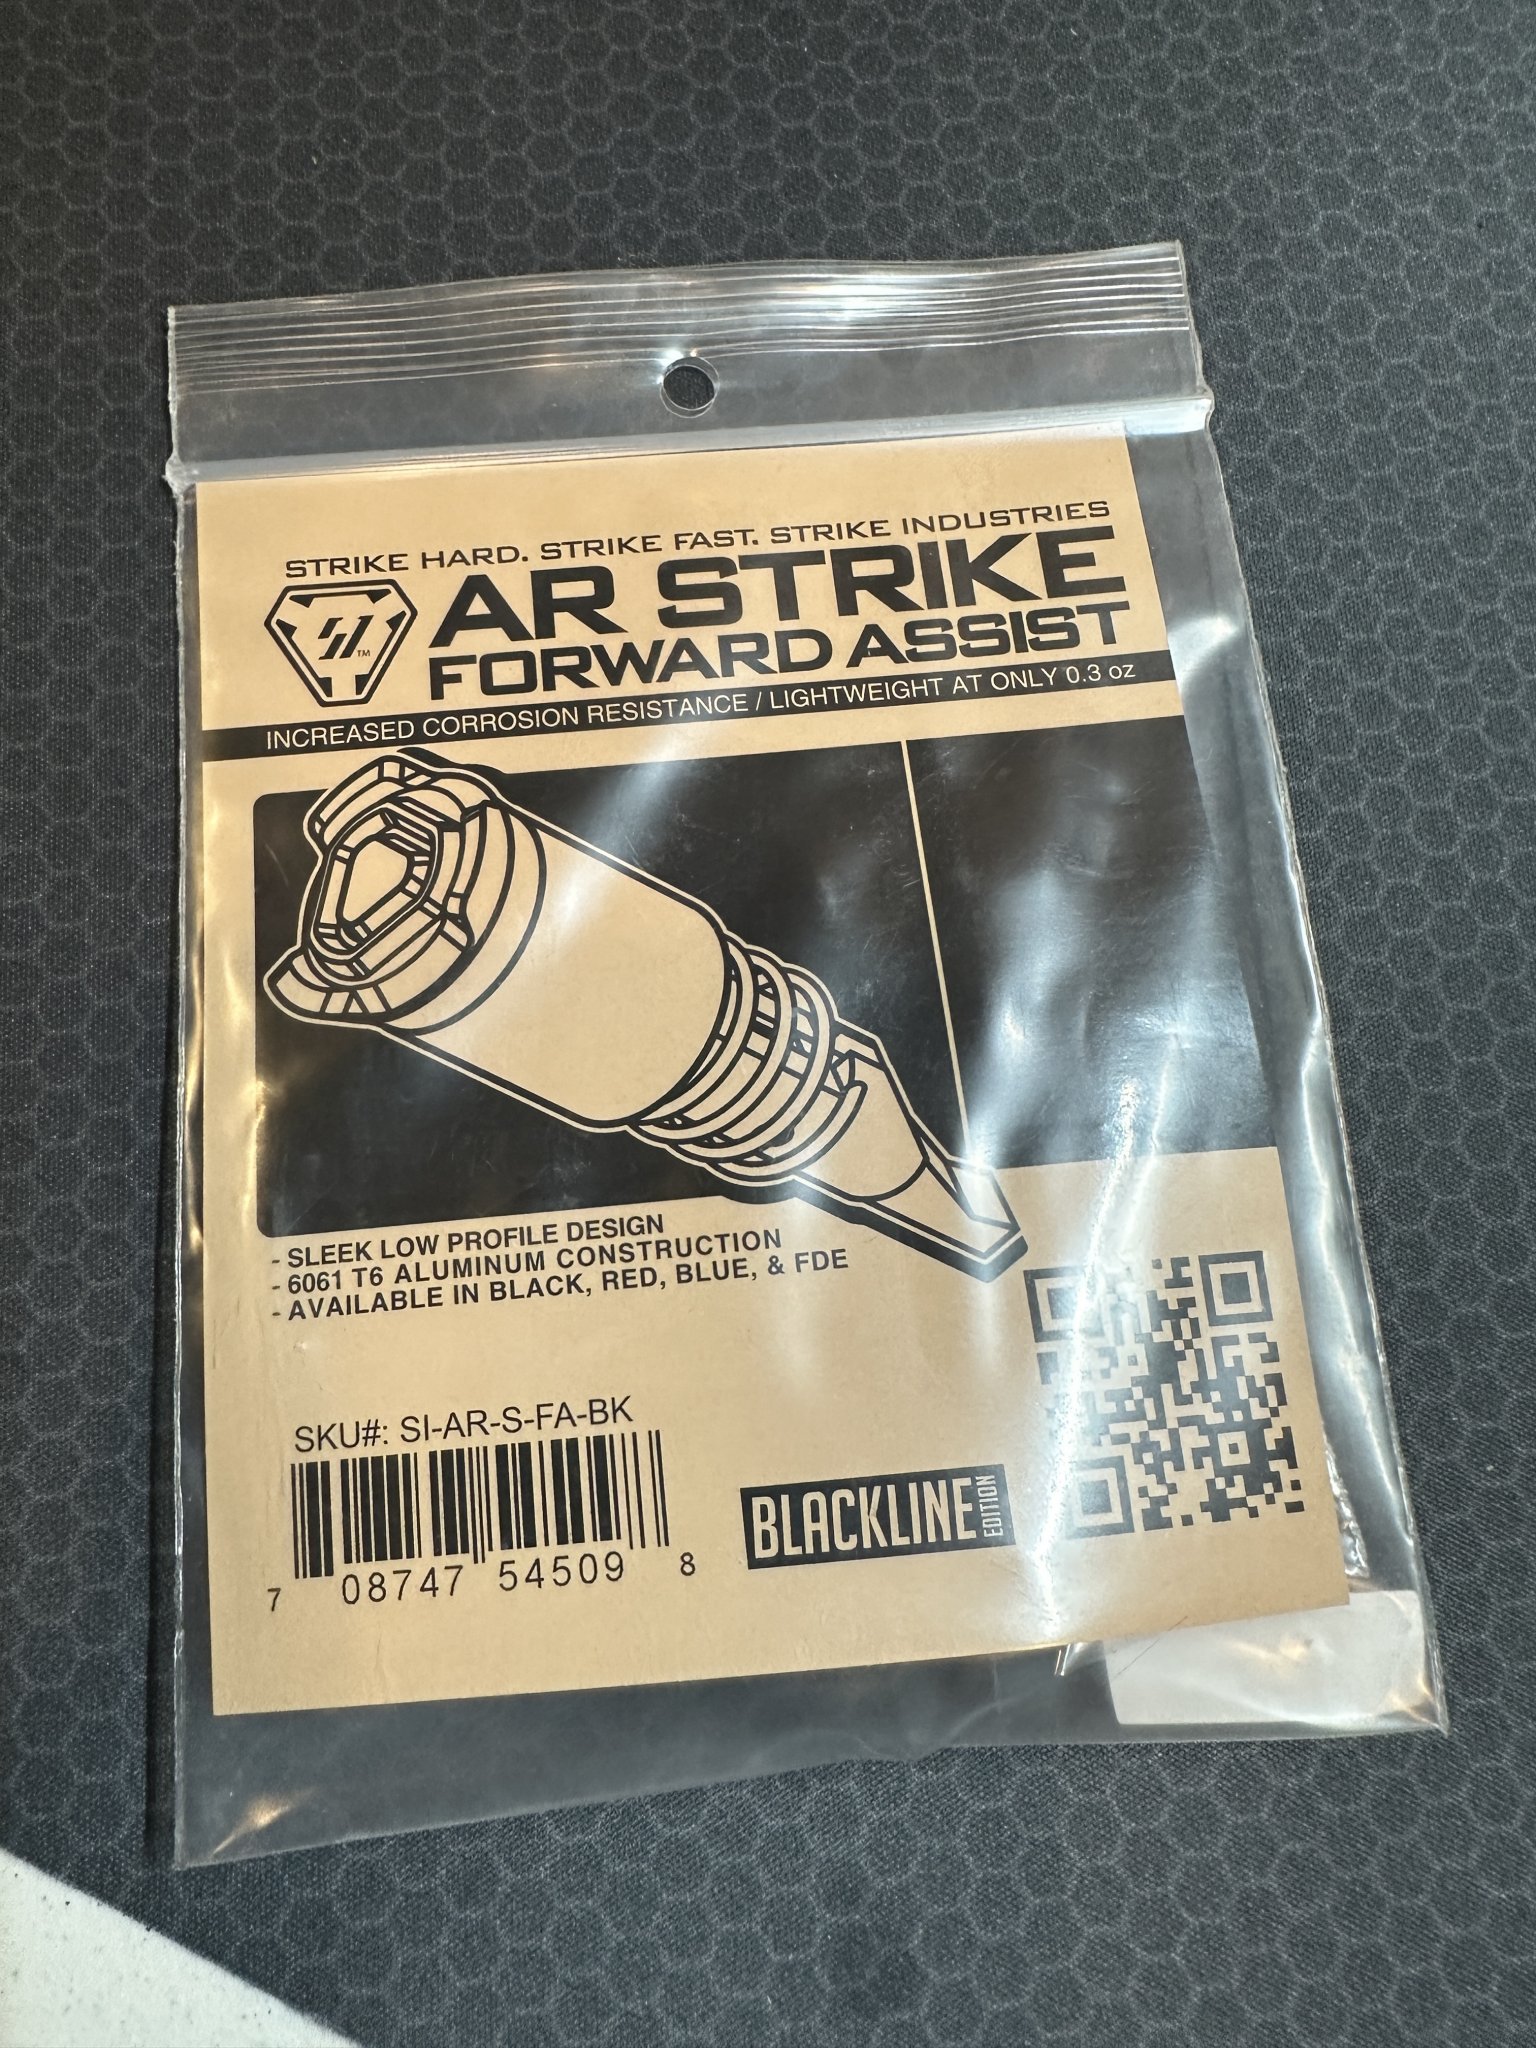 STRIKE HARD. STRIKE FAST. STRIKE INDUSTRIES
AR STRIKE
TM
FORWARD ASSIST
INCREASED CORROSION RESISTANCE / LIGHTWEIGHT AT ONLY 0.3 oz
- SLEEK LOW PROFILE DESIGN
- 6061 T6 ALUMINUM CONSTRUCTION
- AVAILABLE IN BLACK, RED, BLUE, & FDE
SKU#: SI-AR-S-FA-BK
7 08747 54509 8
BLACKLINE EDITION